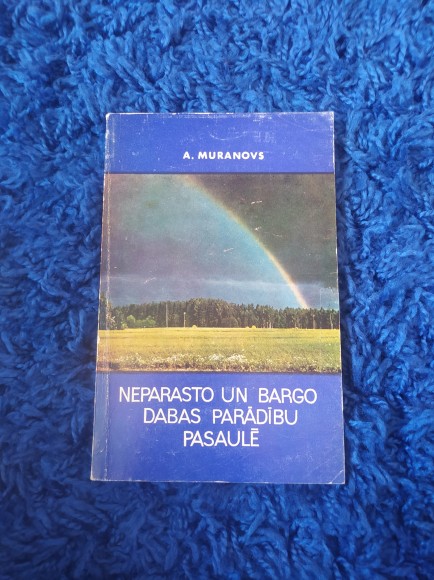 A. MURANOVS
NEPARASTO UN BARGO
DABAS PARĀDĪBU
PASAULĒ